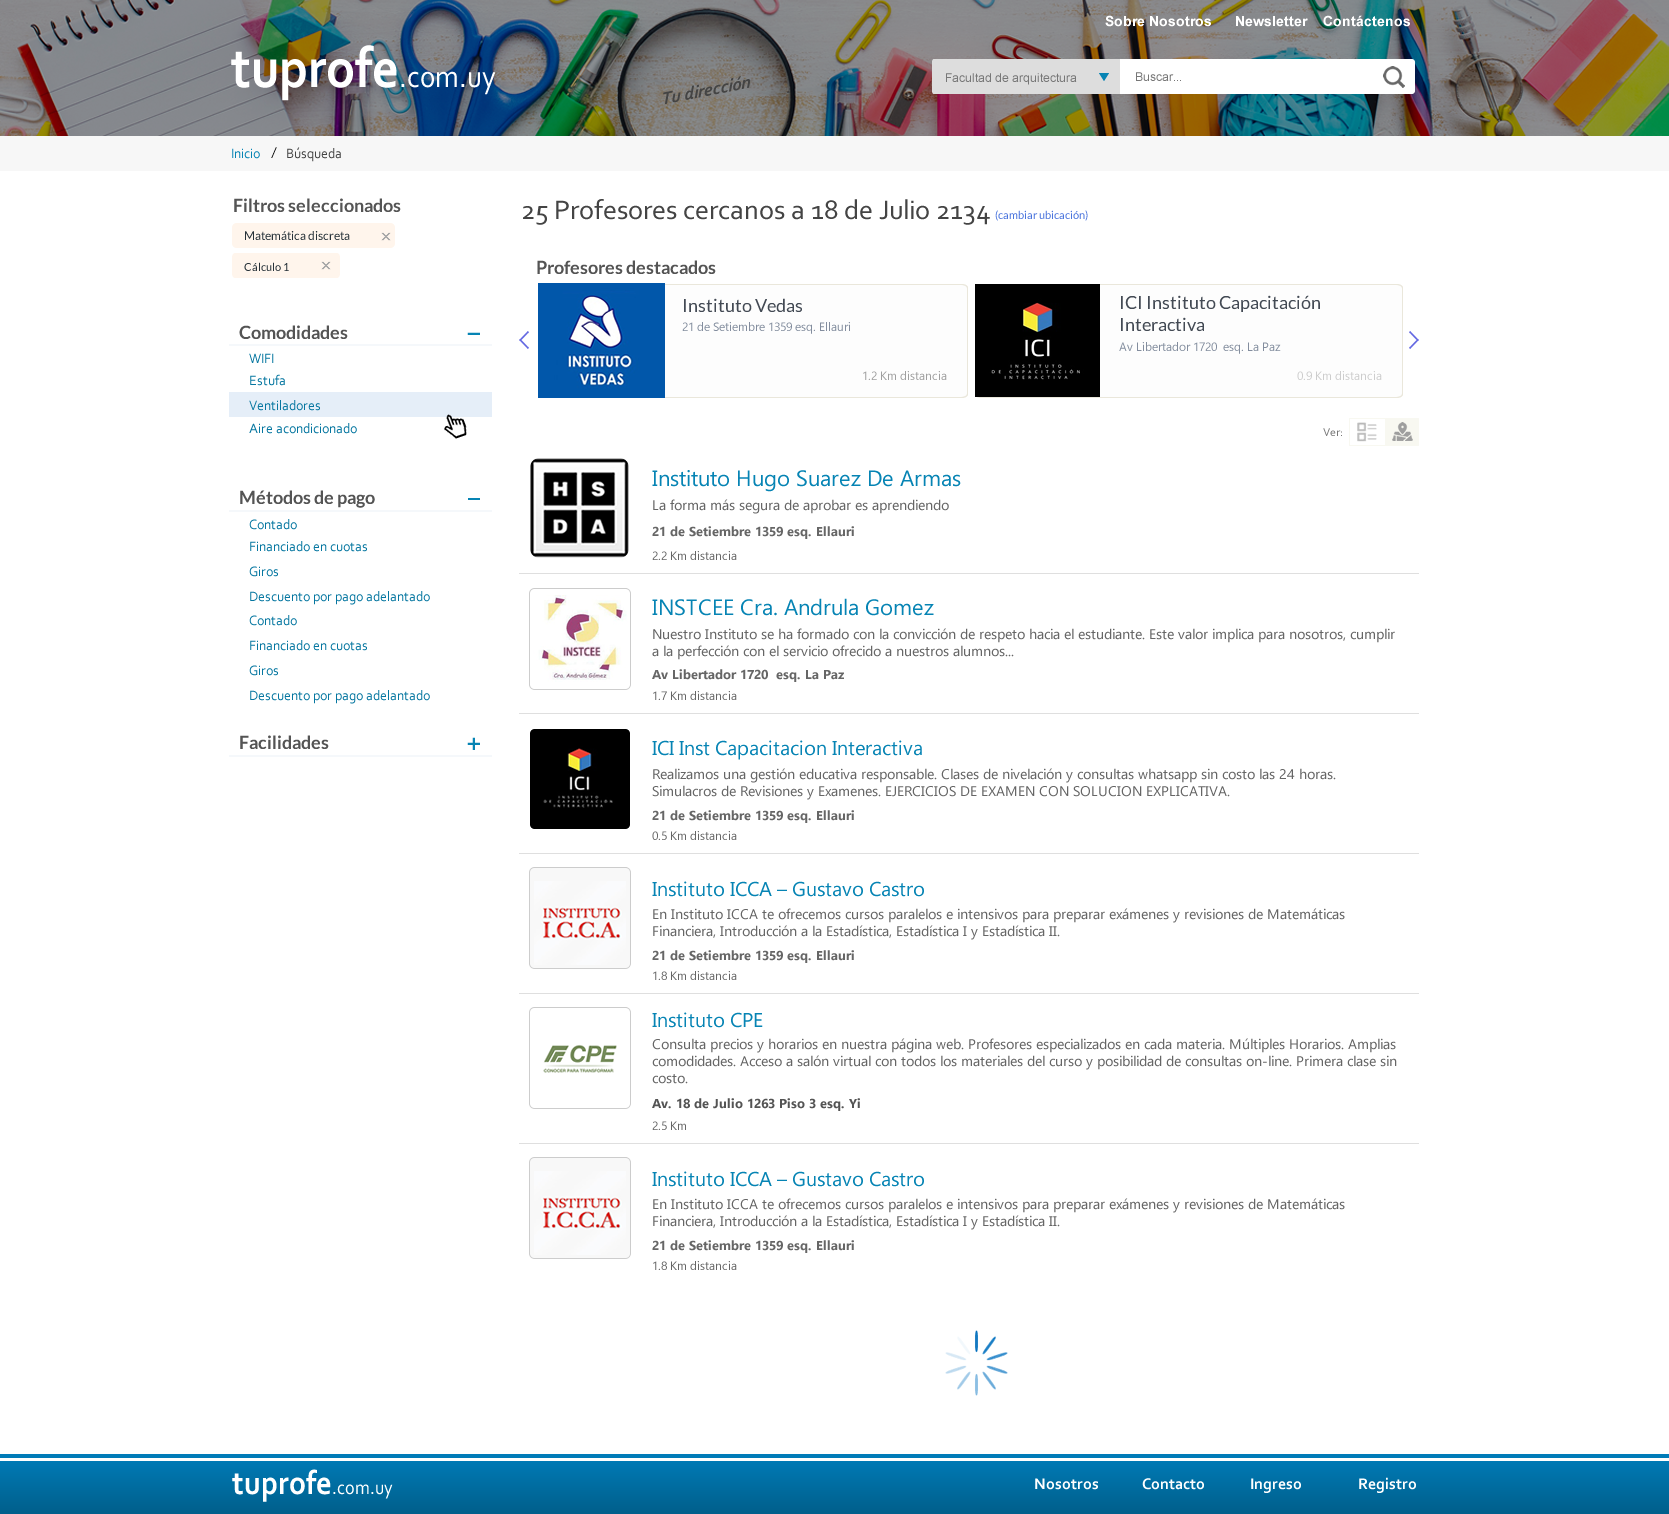 Sobre Nosotros Newsletter Contáctenos
tuprofe.com.uy
Facultad de arquitectura Buscar...
Tu dirección
Inicio / Búsqueda
Filtros seleccionados
Matemática discreta ×
Cálculo 1 ×
Comodidades
WIFI
Estufa
Ventiladores
Aire acondicionado
Métodos de pago
Contado
Financiado en cuotas
Giros
Descuento por pago adelantado
Contado
Financiado en cuotas
Giros
Descuento por pago adelantado
Facilidades
25 Profesores cercanos a 18 de Julio 2134 (cambiar ubicación)
Profesores destacados
INSTITUTO
VEDAS
Instituto Vedas
21 de Setiembre 1359 esq. Ellauri
1.2 Km distancia
ICI
INSTITUTO
DE CAPACITACIÓN
INTERACTIVA
ICI Instituto Capacitación
Interactiva
Av Libertador 1720 esq. La Paz
0.9 Km distancia
Ver:
H S
D A
Instituto Hugo Suarez De Armas
La forma más segura de aprobar es aprendiendo
21 de Setiembre 1359 esq. Ellauri
2.2 Km distancia
INSTCEE
Cra. Andrula Gómez
INSTCEE Cra. Andrula Gomez
Nuestro Instituto se ha formado con la convicción de respeto hacia el estudiante. Este valor implica para nosotros, cumplir
a la perfección con el servicio ofrecido a nuestros alumnos...
Av Libertador 1720 esq. La Paz
1.7 Km distancia
ICI
INSTITUTO
DE CAPACITACIÓN
INTERACTIVA
ICI Inst Capacitacion Interactiva
Realizamos una gestión educativa responsable. Clases de nivelación y consultas whatsapp sin costo las 24 horas.
Simulacros de Revisiones y Examenes. EJERCICIOS DE EXAMEN CON SOLUCION EXPLICATIVA.
21 de Setiembre 1359 esq. Ellauri
0.5 Km distancia
INSTITUTO
I.C.C.A.
Instituto ICCA – Gustavo Castro
En Instituto ICCA te ofrecemos cursos paralelos e intensivos para preparar exámenes y revisiones de Matemáticas
Financiera, Introducción a la Estadística, Estadística I y Estadística II.
21 de Setiembre 1359 esq. Ellauri
1.8 Km distancia
CPE
CONOCER PARA TRANSFORMAR
Instituto CPE
Consulta precios y horarios en nuestra página web. Profesores especializados en cada materia. Múltiples Horarios. Amplias
comodidades. Acceso a salón virtual con todos los materiales del curso y posibilidad de consultas on-line. Primera clase sin
costo.
Av. 18 de Julio 1263 Piso 3 esq. Yi
2.5 Km
INSTITUTO
I.C.C.A.
Instituto ICCA – Gustavo Castro
En Instituto ICCA te ofrecemos cursos paralelos e intensivos para preparar exámenes y revisiones de Matemáticas
Financiera, Introducción a la Estadística, Estadística I y Estadística II.
21 de Setiembre 1359 esq. Ellauri
1.8 Km distancia
tuprofe.com.uy
Nosotros Contacto Ingreso Registro